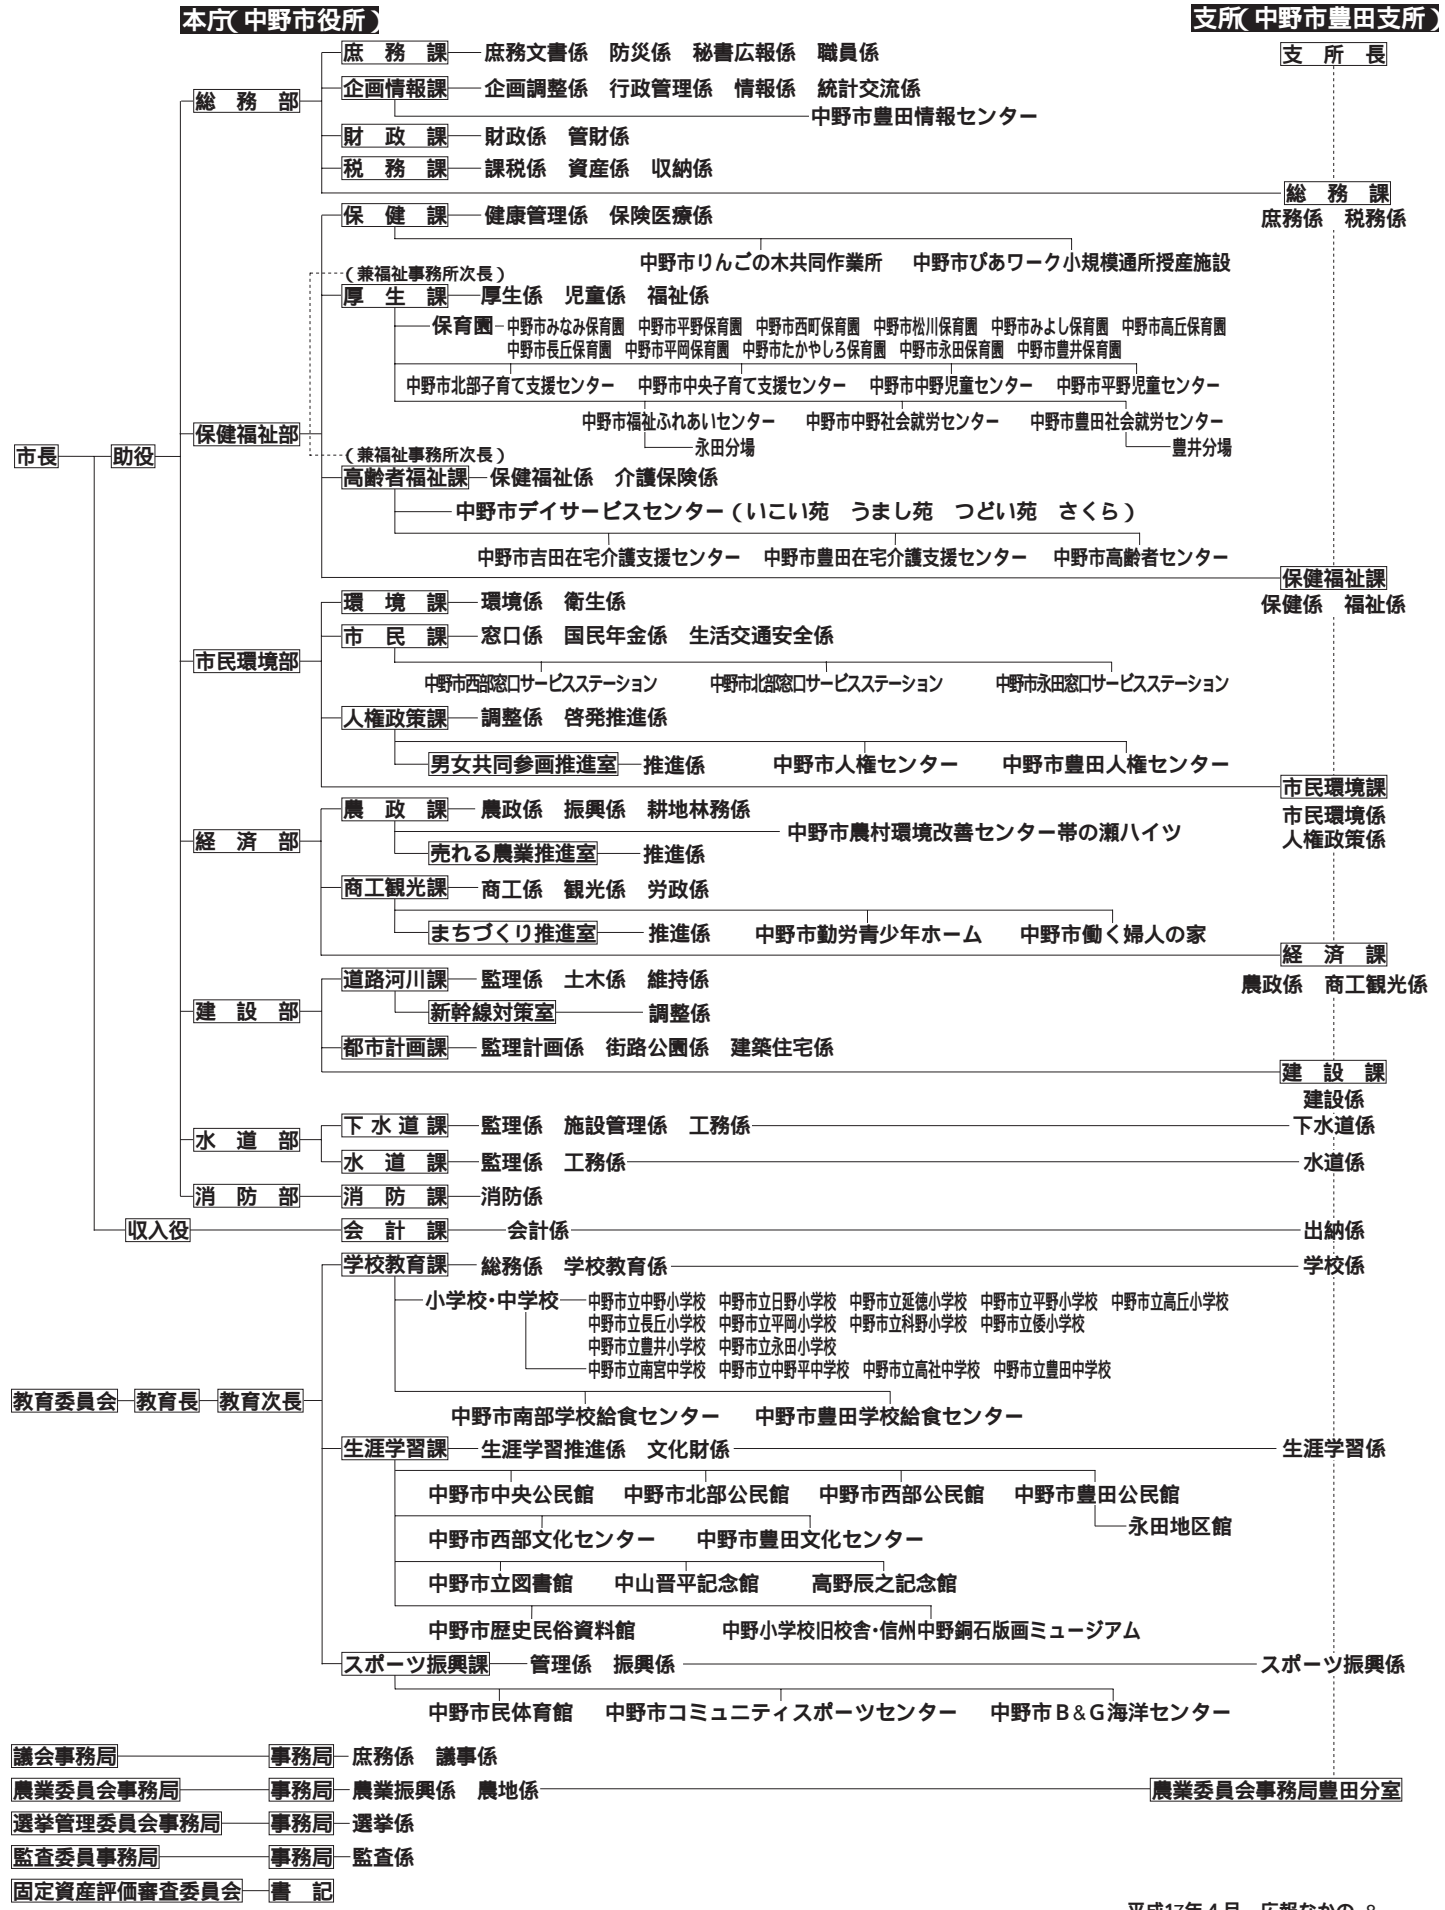 本庁(中野市役所) 支所(中野市豊田支所)
庶務課 庶務文書係 防災係 秘書広報係 職員係 支所長
企画情報課 企画調整係 行政管理係 情報係 統計交流係
総務部
中野市豊田情報センター
財政課 財政係 管財係
税務課 課税係 資産係 収納係
総務課
保健課 健康管理係 保険医療係 庶務係 税務係
中野市りんごの木共同作業所 中野市ぴあワーク小規模通所授産施設
(兼福祉事務所次長)
厚生課 厚生係 児童係 福祉係
保育園 中野市みなみ保育園 中野市平野保育園 中野市西町保育園 中野市松川保育園 中野市みよし保育園 中野市高丘保育園
中野市長丘保育園 中野市平岡保育園 中野市たかやしろ保育園 中野市永田保育園 中野市豊井保育園
中野市北部子育て支援センター 中野市中央子育て支援センター 中野市中野児童センター 中野市平野児童センター
中野市福祉ふれあいセンター 中野市中野社会就労センター 中野市豊田社会就労センター
保健福祉部
永田分場 豊井分場
市長 助役 (兼福祉事務所次長)
高齢者福祉課 保健福祉係 介護保険係
中野市デイサービスセンター(いこい苑 うまし苑 つどい苑 さくら)
中野市吉田在宅介護支援センター 中野市豊田在宅介護支援センター 中野市高齢者センター
保健福祉課
環境課 環境係 衛生係 保健係 福祉係
市民課 窓口係 国民年金係 生活交通安全係
市民環境部
中野市西部窓口サービスステーション 中野市北部窓口サービスステーション 中野市永田窓口サービスステーション
人権政策課 調整係 啓発推進係
男女共同参画推進室 推進係 中野市人権センター 中野市豊田人権センター
市民環境課
農政課 農政係 振興係 耕地林務係 市民環境係
中野市農村環境改善センター帯の瀬ハイツ
経済部 人権政策係
売れる農業推進室 推進係
商工観光課 商工係 観光係 労政係
まちづくり推進室 推進係 中野市勤労青少年ホーム 中野市働く婦人の家
経済課
道路河川課 監理係 土木係 維持係 農政係 商工観光係
建設部 新幹線対策室 調整係
都市計画課 監理計画係 街路公園係 建築住宅係
建設課
建設係
下水道課 監理係 施設管理係 工務係 下水道係
水道部
水道課 監理係 工務係 水道係
消防部 消防課 消防係
収入役 会計課 会計係 出納係
学校教育課 総務係 学校教育係 学校係
小学校・中学校 中野市立中野小学校 中野市立日野小学校 中野市立延徳小学校 中野市立平野小学校 中野市立高丘小学校
中野市立長丘小学校 中野市立平岡小学校 中野市立科野小学校 中野市立倭小学校
中野市立豊井小学校 中野市立永田小学校
中野市立南宮中学校 中野市立中野平中学校 中野市立高社中学校 中野市立豊田中学校
教育委員会 教育長 教育次長
中野市南部学校給食センター 中野市豊田学校給食センター
生涯学習課 生涯学習推進係 文化財係 生涯学習係
中野市中央公民館 中野市北部公民館 中野市西部公民館 中野市豊田公民館
永田地区館
中野市西部文化センター 中野市豊田文化センター
中野市立図書館 中山晋平記念館 高野辰之記念館
中野市歴史民俗資料館 中野小学校旧校舎・信州中野銅石版画ミュージアム
スポーツ振興課 管理係 振興係 スポーツ振興係
中野市民体育館 中野市コミュニティスポーツセンター 中野市B&G海洋センター
議会事務局 事務局 庶務係 議事係
農業委員会事務局 事務局 農業振興係 農地係 農業委員会事務局豊田分室
選挙管理委員会事務局 事務局 選挙係
監査委員事務局 事務局 監査係
固定資産評価審査委員会 書記
平成17年4月 広報なかの 8